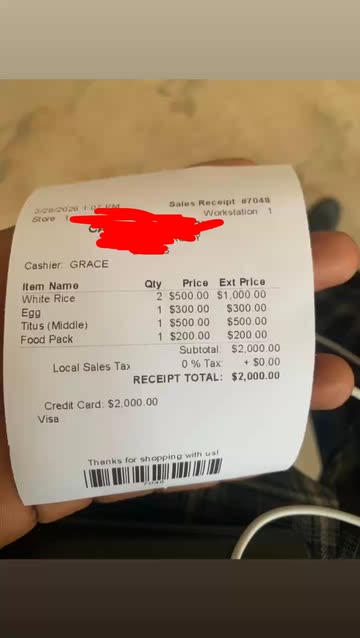 Sales Receipt #7048
Store 1
Workstation 1
Cashier: GRACE
Item Name Qty Price Ext Price
White Rice 2 $500.00 $1,000.00
Egg 1 $300.00 $300.00
Titus (Middle) 1 $500.00 $500.00
Food Pack 1 $200.00 $200.00
Subtotal: $2,000.00
Local Sales Tax 0 % Tax: + $0.00
RECEIPT TOTAL: $2,000.00
Credit Card: $2,000.00
Visa
Thanks for shopping with us!
7048